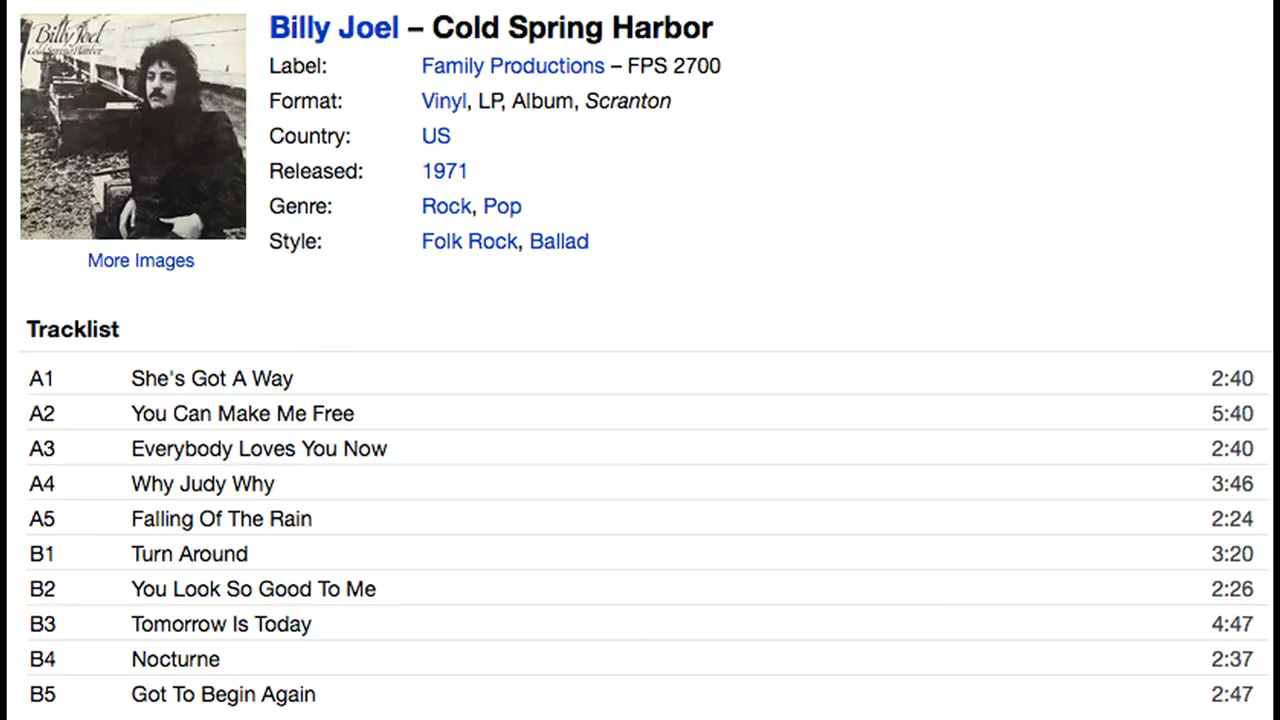 Billy Joel
Cold Spring Harbor
Billy Joel – Cold Spring Harbor
Label: Family Productions – FPS 2700
Format: Vinyl, LP, Album, Scranton
Country: US
Released: 1971
Genre: Rock, Pop
Style: Folk Rock, Ballad
More Images
Tracklist
A1 She's Got A Way 2:40
A2 You Can Make Me Free 5:40
A3 Everybody Loves You Now 2:40
A4 Why Judy Why 3:46
A5 Falling Of The Rain 2:24
B1 Turn Around 3:20
B2 You Look So Good To Me 2:26
B3 Tomorrow Is Today 4:47
B4 Nocturne 2:37
B5 Got To Begin Again 2:47